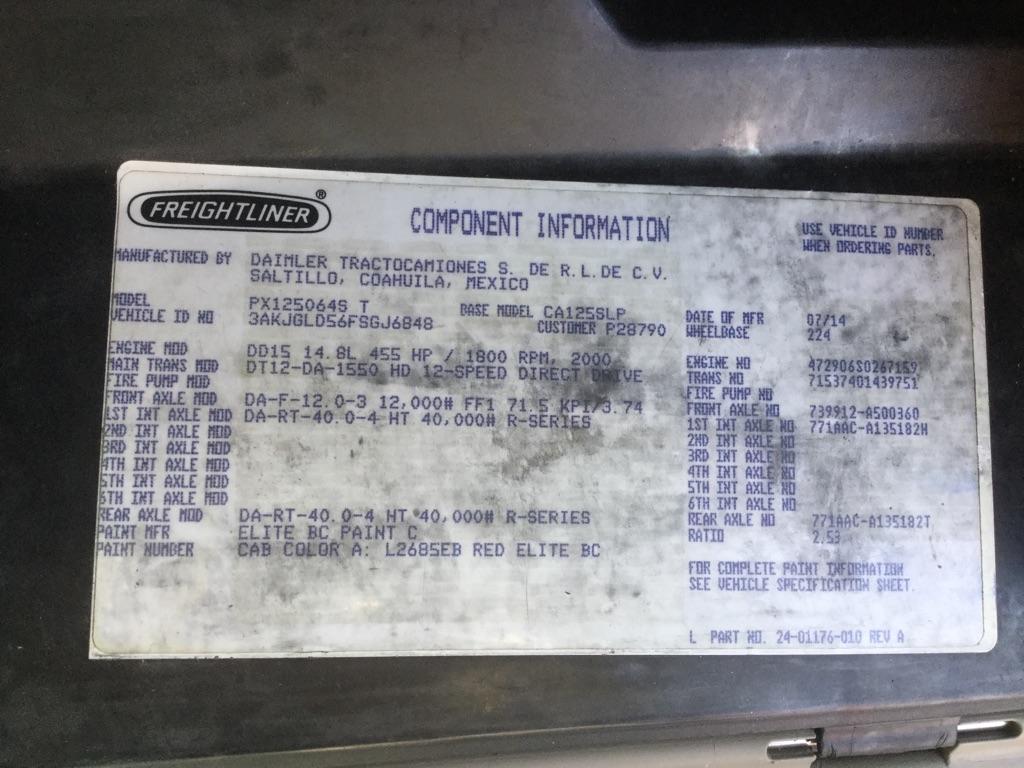 FREIGHTLINER®
COMPONENT INFORMATION
USE VEHICLE ID NUMBER
WHEN ORDERING PARTS.
MANUFACTURED BY DAIMLER TRACTOCAMIONES S. DE R.L.DE C.V.
SALTILLO, COAHUILA, MEXICO
MODEL PX125064S T BASE MODEL CA125SLP DATE OF MFR 07/14
VEHICLE ID NO 3AKJGLD56FSGJ6848 CUSTOMER P28790 WHEELBASE 224
ENGINE MOD DD15 14.8L 455 HP / 1800 RPM, 2000 ENGINE NO 472906S0267159
MAIN TRANS MOD DT12-DA-1550 HD 12-SPEED DIRECT DRIVE TRANS NO 71537401439751
FIRE PUMP MOD FIRE PUMP NO
FRONT AXLE MOD DA-F-12.0-3 12,000# FF1 71.5 KPI/3.74 FRONT AXLE NO 739912-A500360
1ST INT AXLE MOD DA-RT-40.0-4 HT 40,000# R-SERIES 1ST INT AXLE NO 771AAC-A135182H
2ND INT AXLE MOD 2ND INT AXLE NO
3RD INT AXLE MOD 3RD INT AXLE NO
4TH INT AXLE MOD 4TH INT AXLE NO
5TH INT AXLE MOD 5TH INT AXLE NO
6TH INT AXLE MOD 6TH INT AXLE NO
REAR AXLE MOD DA-RT-40.0-4 HT 40,000# R-SERIES REAR AXLE NO 771AAC-A135182T
PAINT MFR ELITE BC PAINT C RATIO 2.53
PAINT NUMBER CAB COLOR A: L2685EB RED ELITE BC
FOR COMPLETE PAINT INFORMATION
SEE VEHICLE SPECIFICATION SHEET.
L PART NO. 24-01176-010 REV A